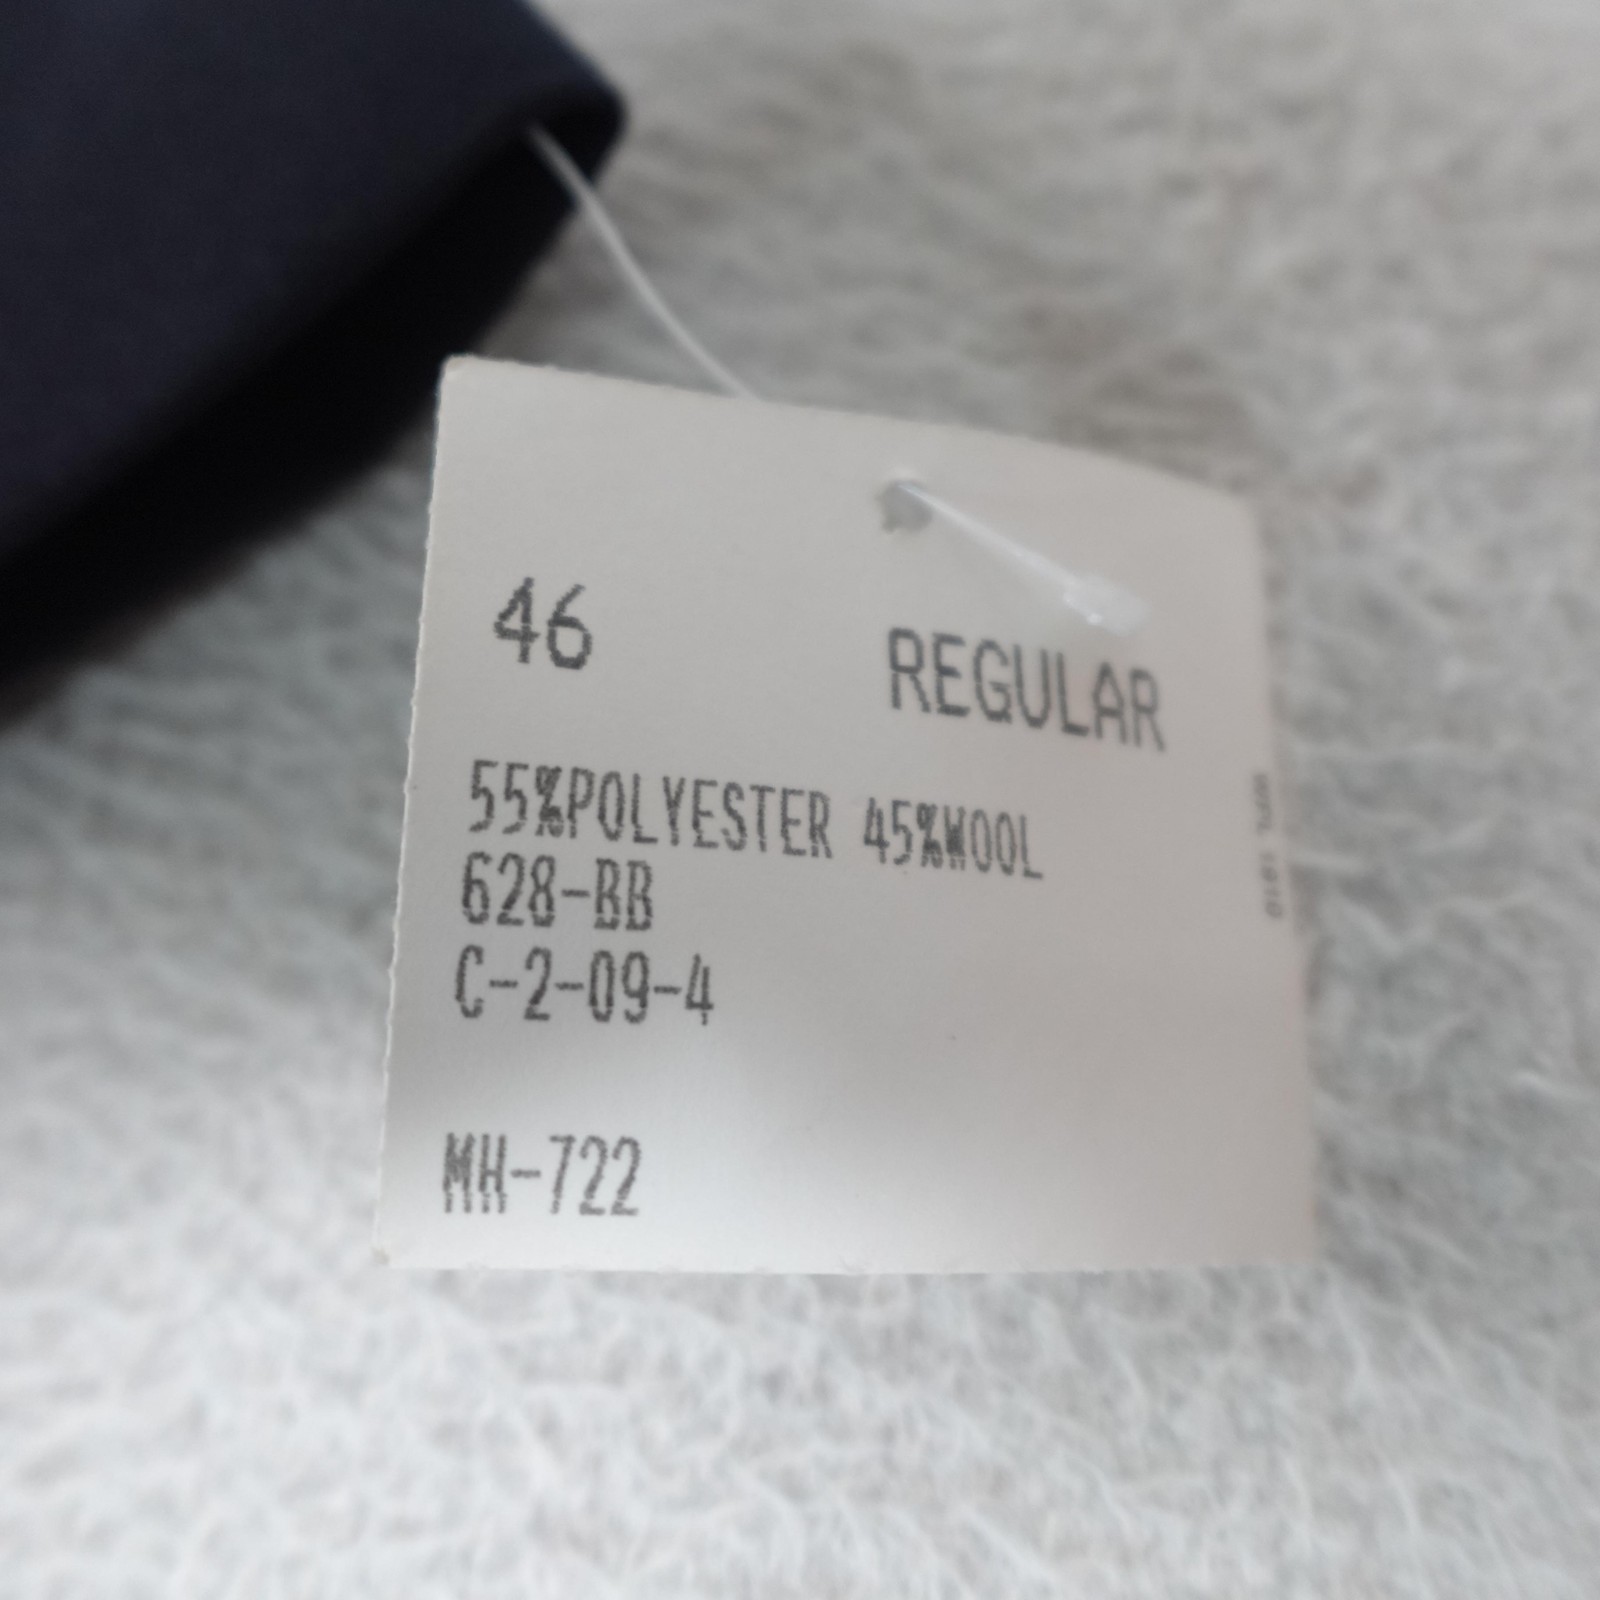 46 REGULAR
55%POLYESTER 45%WOOL
628-BB
C-2-09-4
MH-722